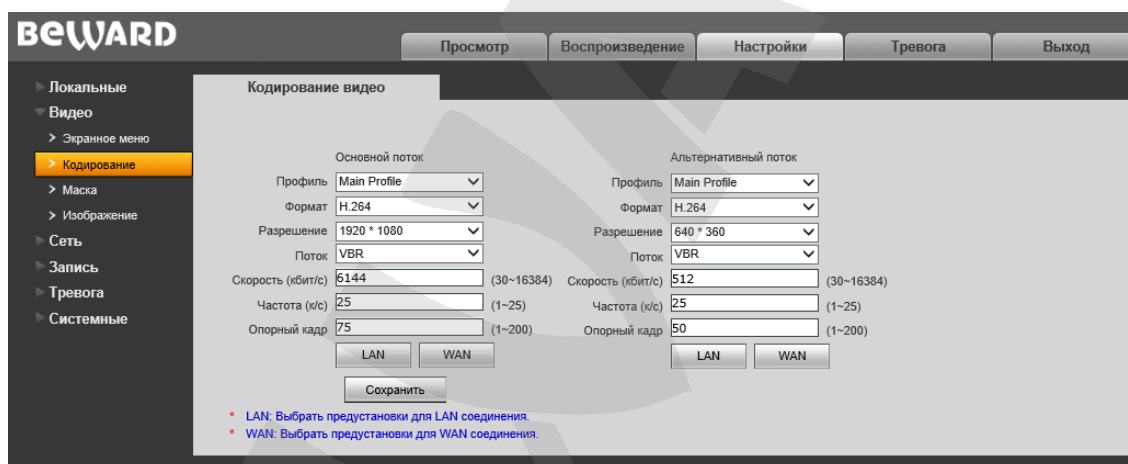 BEWARD
Просмотр Воспроизведение Настройки Тревога Выход
Локальные
Видео
> Экранное меню
> Кодирование
> Маска
> Изображение
Сеть
Запись
Тревога
Системные
Кодирование видео
Основной поток
Профиль Main Profile
Формат H.264
Разрешение 1920 * 1080
Поток VBR
Скорость (кбит/с) 6144 (30~16384)
Частота (к/с) 25 (1~25)
Опорный кадр 75 (1~200)
LAN WAN
Альтернативный поток
Профиль Main Profile
Формат H.264
Разрешение 640 * 360
Поток VBR
Скорость (кбит/с) 512 (30~16384)
Частота (к/с) 25 (1~25)
Опорный кадр 50 (1~200)
LAN WAN
Сохранить
* LAN: Выбрать предустановки для LAN соединения.
* WAN: Выбрать предустановки для WAN соединения.